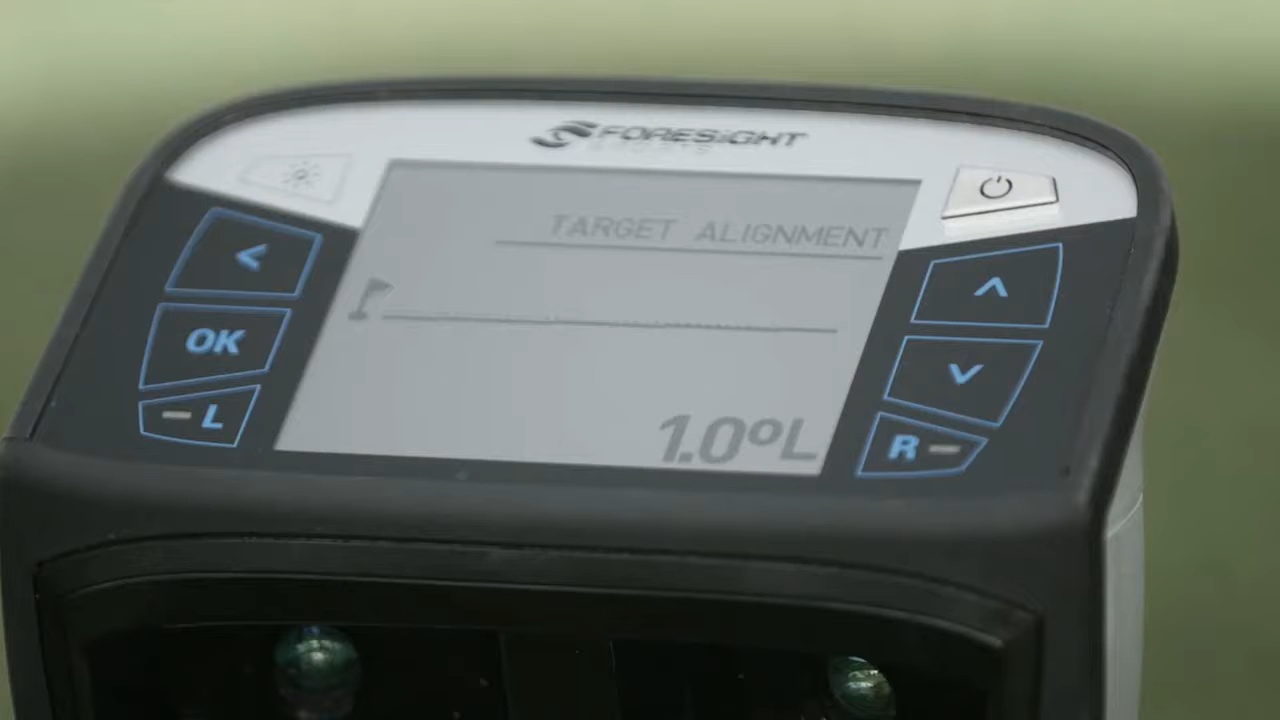 FORESIGHT
TARGET ALIGNMENT
<
OK
– L
1.0ºL
R –